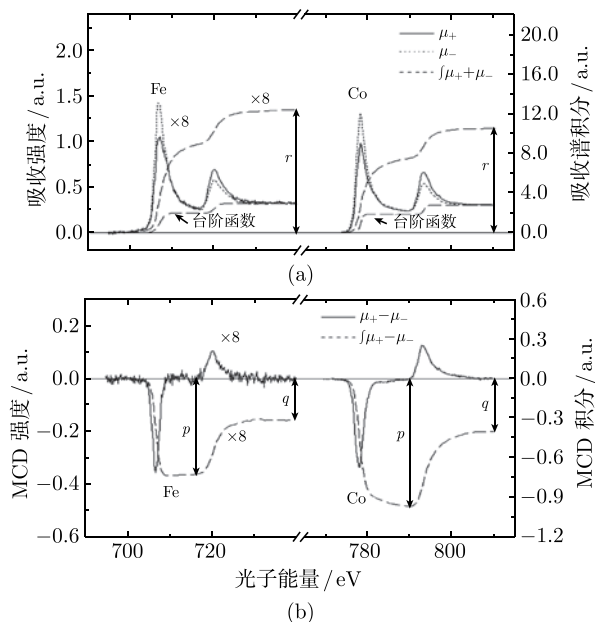 吸收强度/a.u.
2.0
1.5
1.0
0.5
0.0
Fe
×8
×8
台阶函数
r
Co
台阶函数
r
μ₊
μ₋
∫μ₊+μ₋
20.0
16.0
12.0
8.0
4.0
0.0
吸收谱积分/a.u.
(a)
MCD 强度/a.u.
0.2
0.0
−0.2
−0.4
−0.6
×8
p
q
×8
Fe
μ₊−μ₋
∫μ₊−μ₋
p
q
Co
0.6
0.3
0.0
−0.3
−0.6
−0.9
−1.2
MCD 积分/a.u.
700 720 780 800
光子能量/eV
(b)